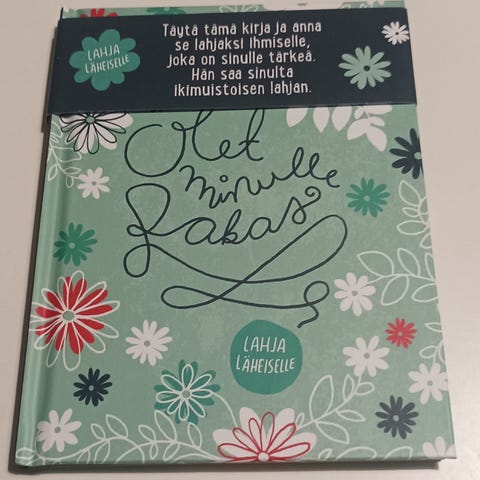 LAHJA
LÄHEISELLE
Täytä tämä kirja ja anna
se lahjaksi ihmiselle,
joka on sinulle tärkeä.
Hän saa sinulta
ikimuistoisen lahjan.
Olet
minulle
Rakas
LAHJA
LÄHEISELLE